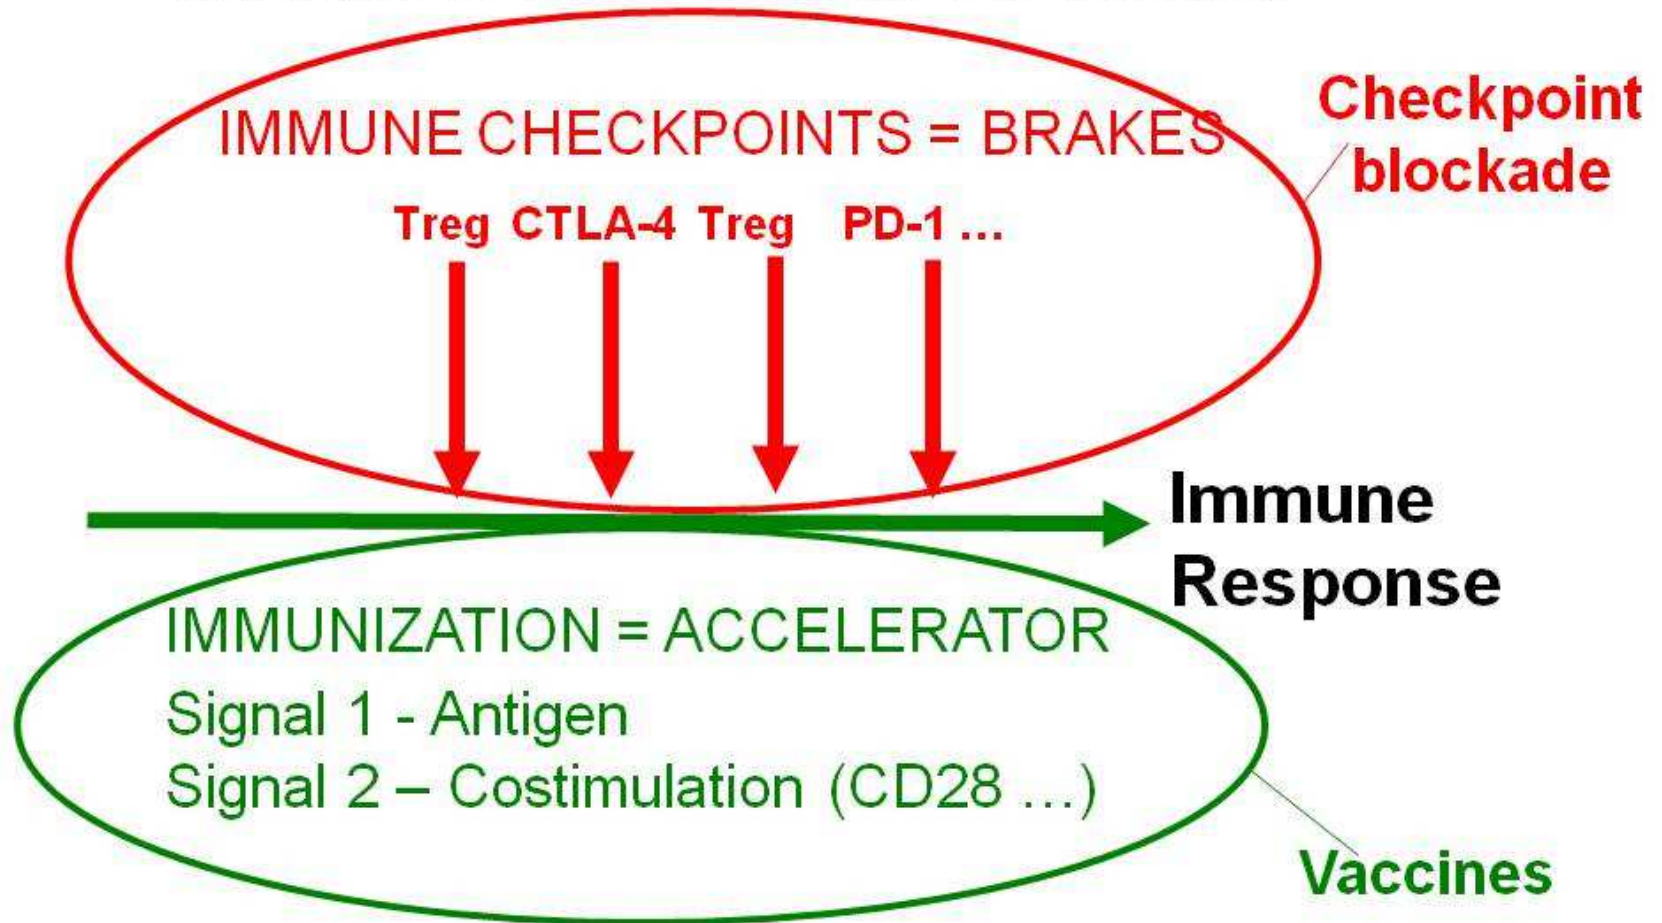 IMMUNE CHECKPOINTS = BRAKES
Checkpoint
blockade
Treg CTLA-4 Treg PD-1 ...
Immune
Response
IMMUNIZATION = ACCELERATOR
Signal 1 - Antigen
Signal 2 – Costimulation (CD28 ...)
Vaccines